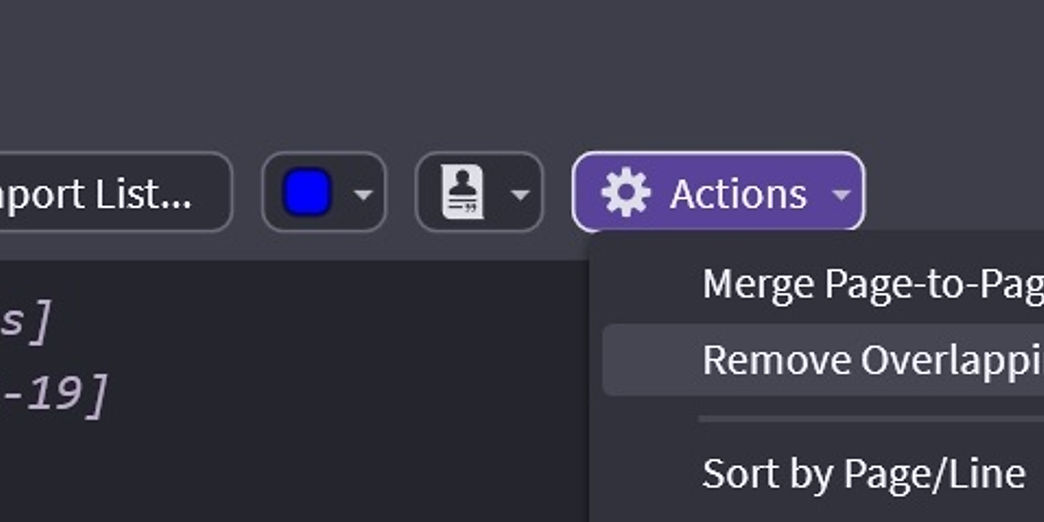 port List...
Actions
s]
-19]
Merge Page-to-Pag
Remove Overlappi
Sort by Page/Line